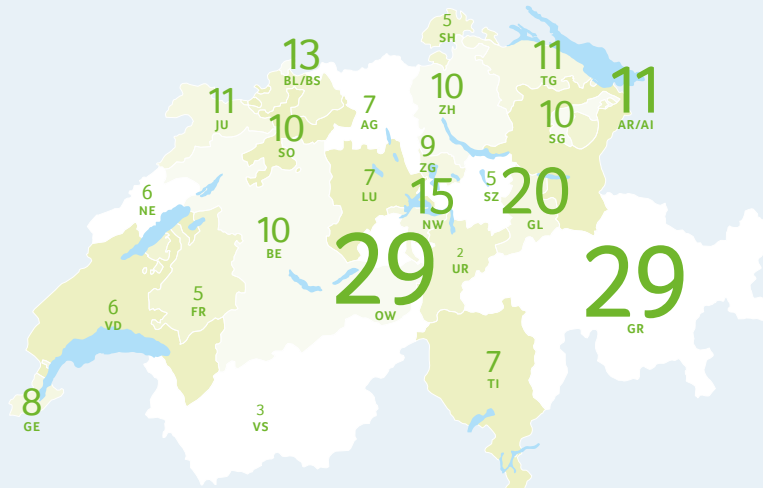 5
SH
13
BL/BS
11
TG
11
AR/AI
10
ZH
11
JU
7
AG
10
SG
10
SO
9
ZG
7
LU
15
NW
5
SZ
20
GL
6
NE
10
BE
2
UR
29
OW
29
GR
5
FR
6
VD
7
TI
8
GE
3
VS